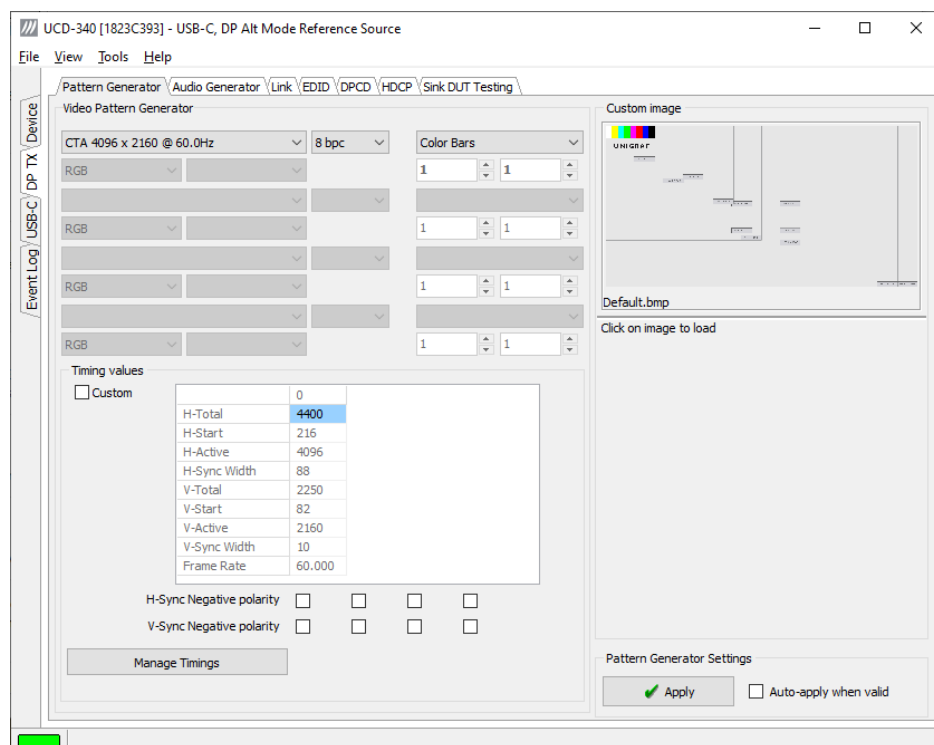 UCD-340 [1823C393] - USB-C, DP Alt Mode Reference Source
File View Tools Help
Device
DP TX
USB-C
Event Log
Pattern Generator Audio Generator Link EDID DPCD HDCP Sink DUT Testing
Video Pattern Generator
CTA 4096 x 2160 @ 60.0Hz 8 bpc Color Bars
RGB 1 1
RGB 1 1
RGB 1 1
RGB 1 1
Timing values
Custom
0
H-Total 4400
H-Start 216
H-Active 4096
H-Sync Width 88
V-Total 2250
V-Start 82
V-Active 2160
V-Sync Width 10
Frame Rate 60.000
H-Sync Negative polarity
V-Sync Negative polarity
Manage Timings
Custom image
UNIGRAF
Default.bmp
Click on image to load
Pattern Generator Settings
Apply
Auto-apply when valid